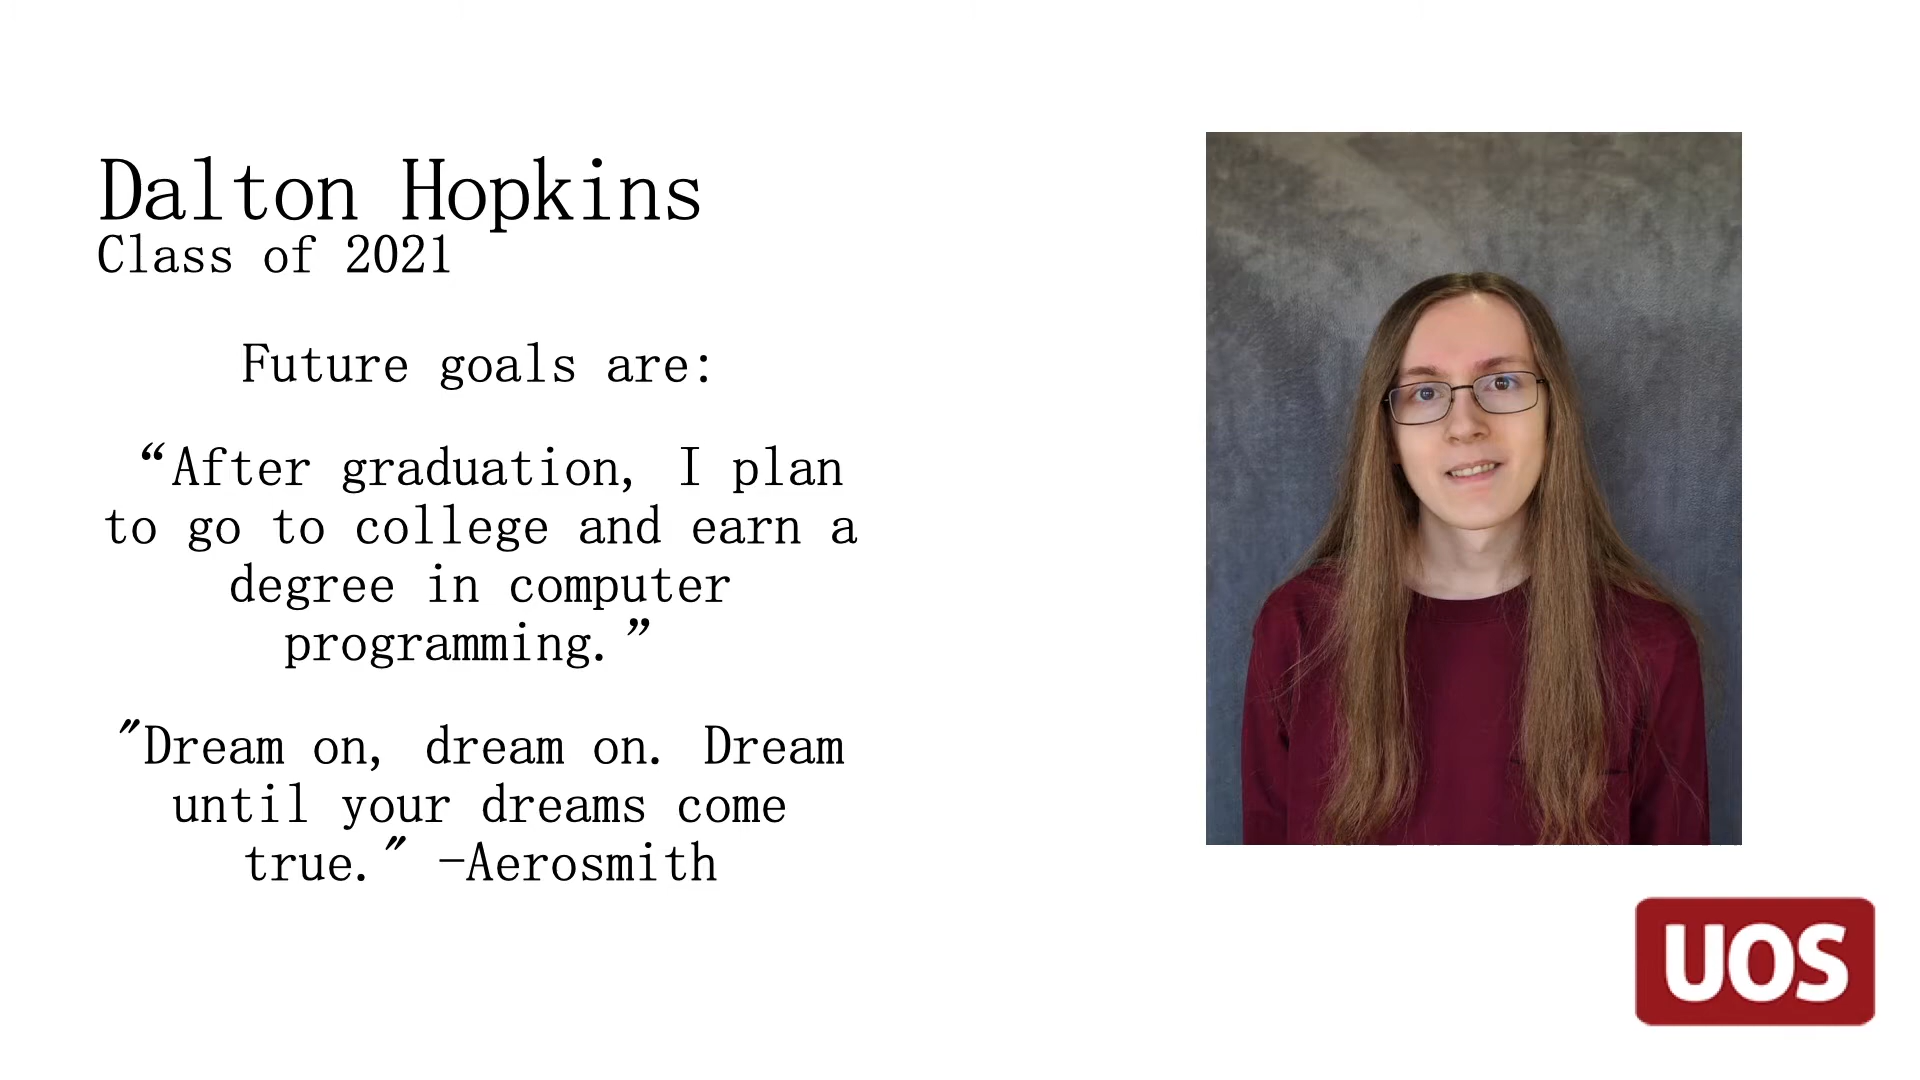 Dalton Hopkins
Class of 2021
Future goals are:
“After graduation, I plan
to go to college and earn a
degree in computer
programming.”
"Dream on, dream on. Dream
until your dreams come
true." -Aerosmith
UOS